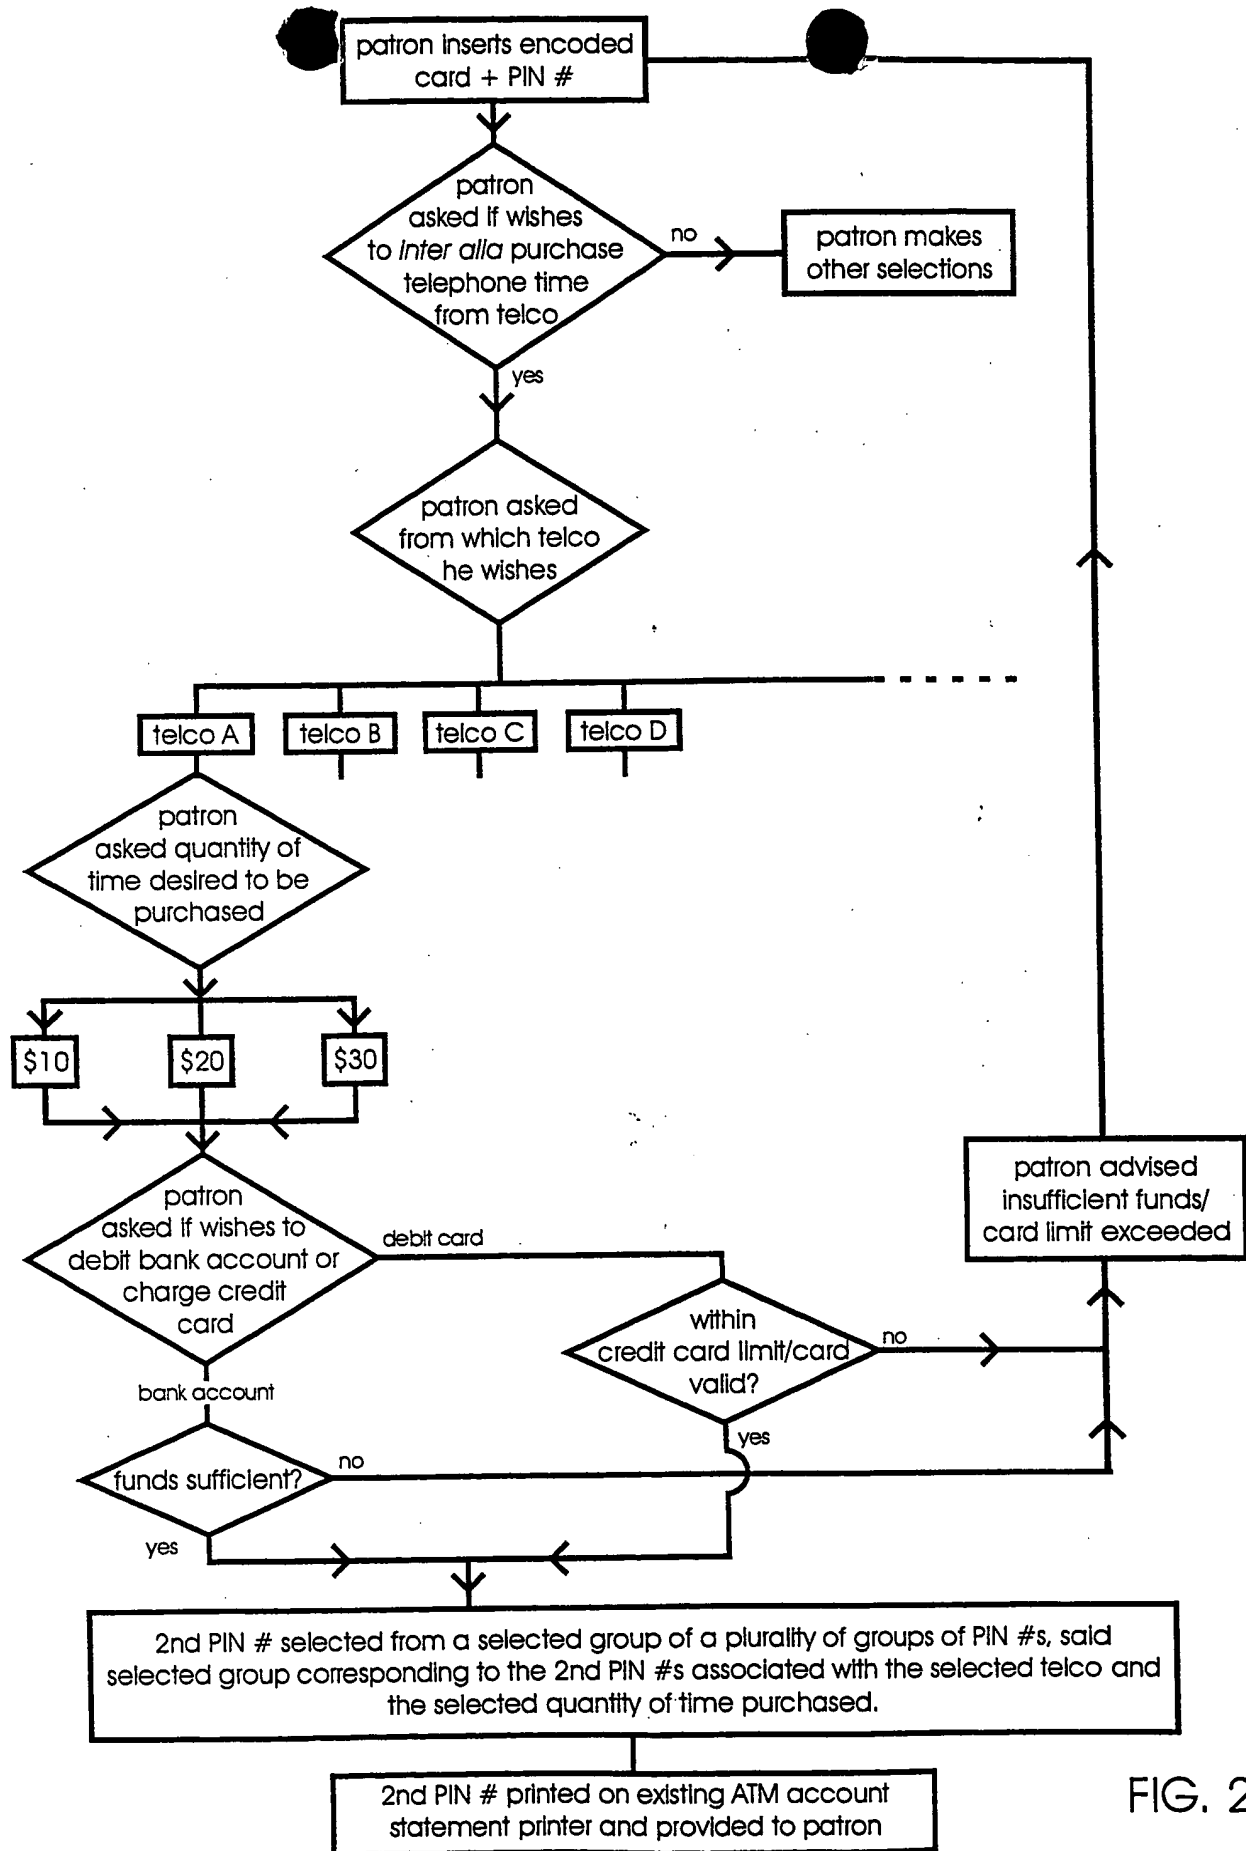 patron inserts encoded
card + PIN #
patron
asked if wishes
to inter alia purchase
telephone time
from telco
no
patron makes
other selections
yes
patron asked
from which telco
he wishes
telco A
telco B
telco C
telco D
patron
asked quantity of
time desired to be
purchased
$10
$20
$30
patron
asked if wishes to
debit bank account or
charge credit
card
debit card
patron advised
insufficient funds/
card limit exceeded
within
credit card limit/card
valid?
no
bank account
yes
funds sufficient?
no
yes
2nd PIN # selected from a selected group of a plurality of groups of PIN #s, said
selected group corresponding to the 2nd PIN #s associated with the selected telco and
the selected quantity of time purchased.
2nd PIN # printed on existing ATM account
statement printer and provided to patron
FIG. 2